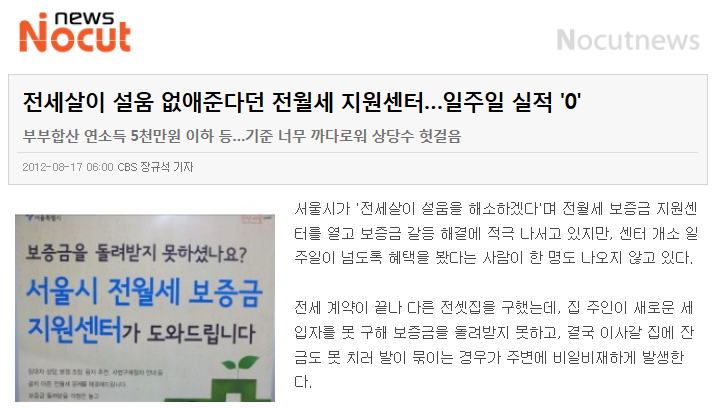 news
Nocut
Nocutnews
전세살이 설움 없애준다던 전월세 지원센터...일주일 실적 '0'
부부합산 연소득 5천만원 이하 등...기준 너무 까다로워 상당수 헛걸음
2012-08-17 06:00 CBS 장규석 기자
서울특별시
보증금을 돌려받지 못하셨나요?
서울시 전월세 보증금
지원센터가 도와드립니다
서울시가 '전세살이 설움을 해소하겠다'며 전월세 보증금 지원센
터를 열고 보증금 갈등 해결에 적극 나서고 있지만, 센터 개소 일
주일이 넘도록 혜택을 봤다는 사람이 한 명도 나오지 않고 있다.
전세 계약이 끝나 다른 전셋집을 구했는데, 집 주인이 새로운 세
입자를 못 구해 보증금을 돌려받지 못하고, 결국 이사갈 집에 잔
금도 못 치러 발이 묶이는 경우가 주변에 비일비재하게 발생한
다.